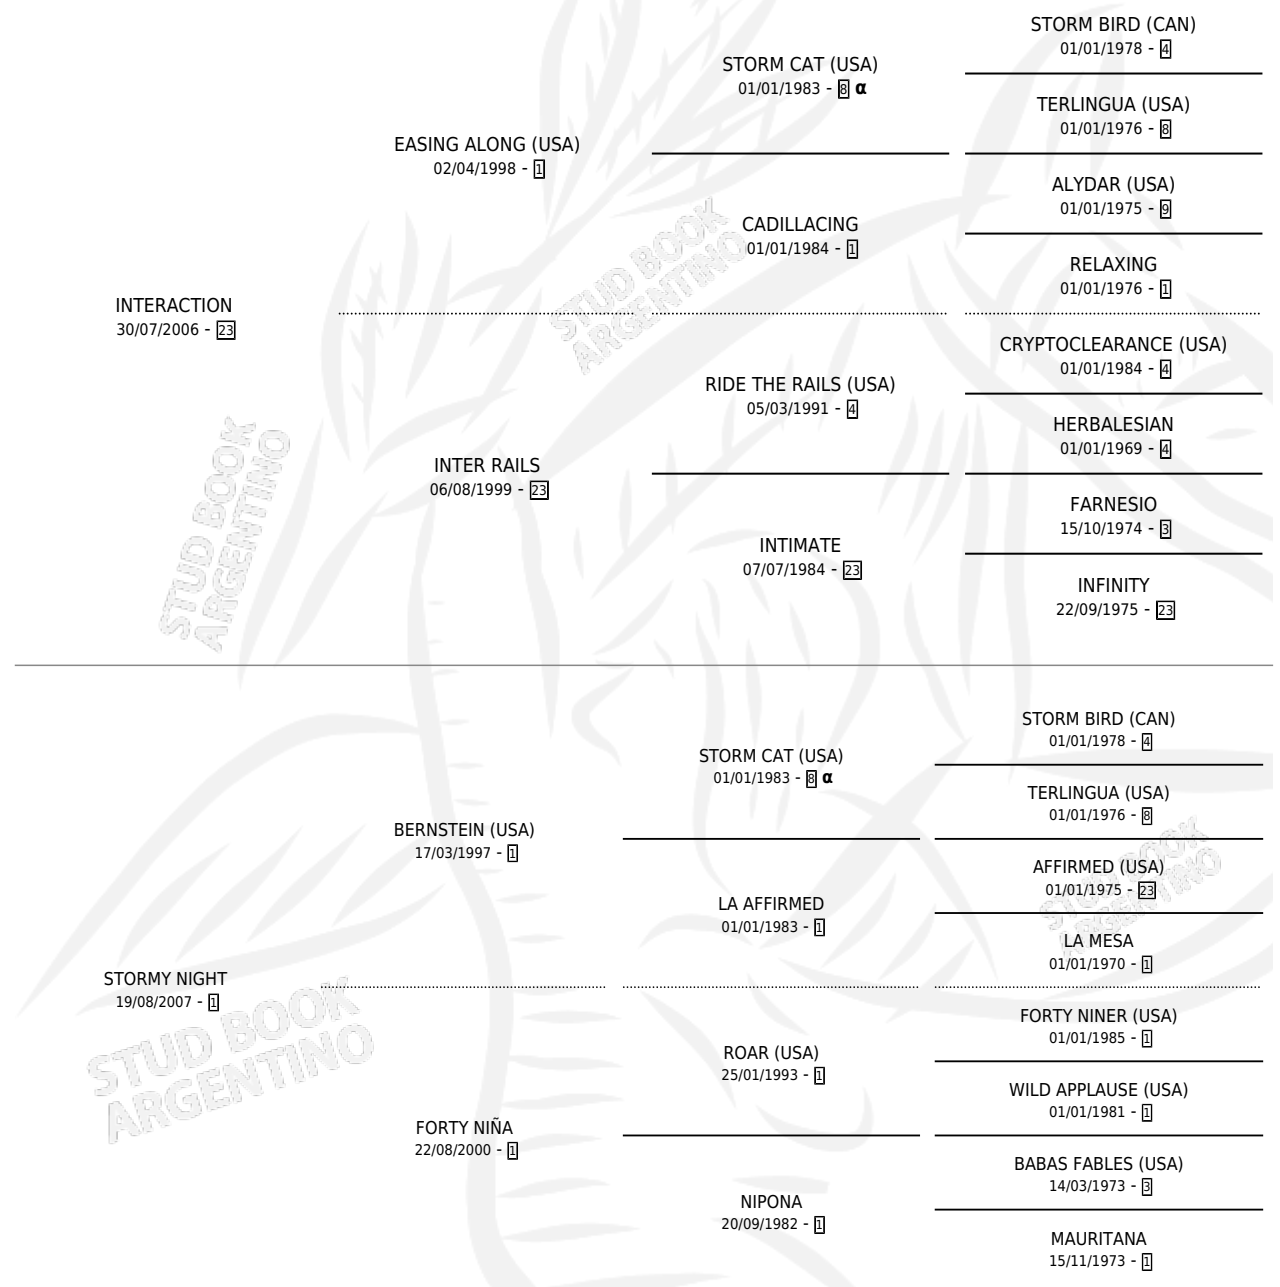 STORM BIRD (CAN)
01/01/1978 - 4
STORM CAT (USA)
01/01/1983 - 8 α
TERLINGUA (USA)
01/01/1976 - 8
EASING ALONG (USA)
02/04/1998 - 1
ALYDAR (USA)
01/01/1975 - 9
CADILLACING
01/01/1984 - 1
RELAXING
01/01/1976 - 1
INTERACTION
30/07/2006 - 23
CRYPTOCLEARANCE (USA)
01/01/1984 - 4
RIDE THE RAILS (USA)
05/03/1991 - 4
HERBALESIAN
01/01/1969 - 4
INTER RAILS
06/08/1999 - 23
FARNESIO
15/10/1974 - 3
INTIMATE
07/07/1984 - 23
INFINITY
22/09/1975 - 23
STUD BOOK
ARGENTINO
STUD BOOK
ARGENTINO
STORM BIRD (CAN)
01/01/1978 - 4
STORM CAT (USA)
01/01/1983 - 8 α
TERLINGUA (USA)
01/01/1976 - 8
BERNSTEIN (USA)
17/03/1997 - 1
AFFIRMED (USA)
01/01/1975 - 23
LA AFFIRMED
01/01/1983 - 1
LA MESA
01/01/1970 - 1
STORMY NIGHT
19/08/2007 - 1
FORTY NINER (USA)
01/01/1985 - 1
ROAR (USA)
25/01/1993 - 1
WILD APPLAUSE (USA)
01/01/1981 - 1
FORTY NIÑA
22/08/2000 - 1
BABAS FABLES (USA)
14/03/1973 - 3
NIPONA
20/09/1982 - 1
MAURITANA
15/11/1973 - 1
STUD BOOK
ARGENTINO
STUD BOOK
ARGENTINO